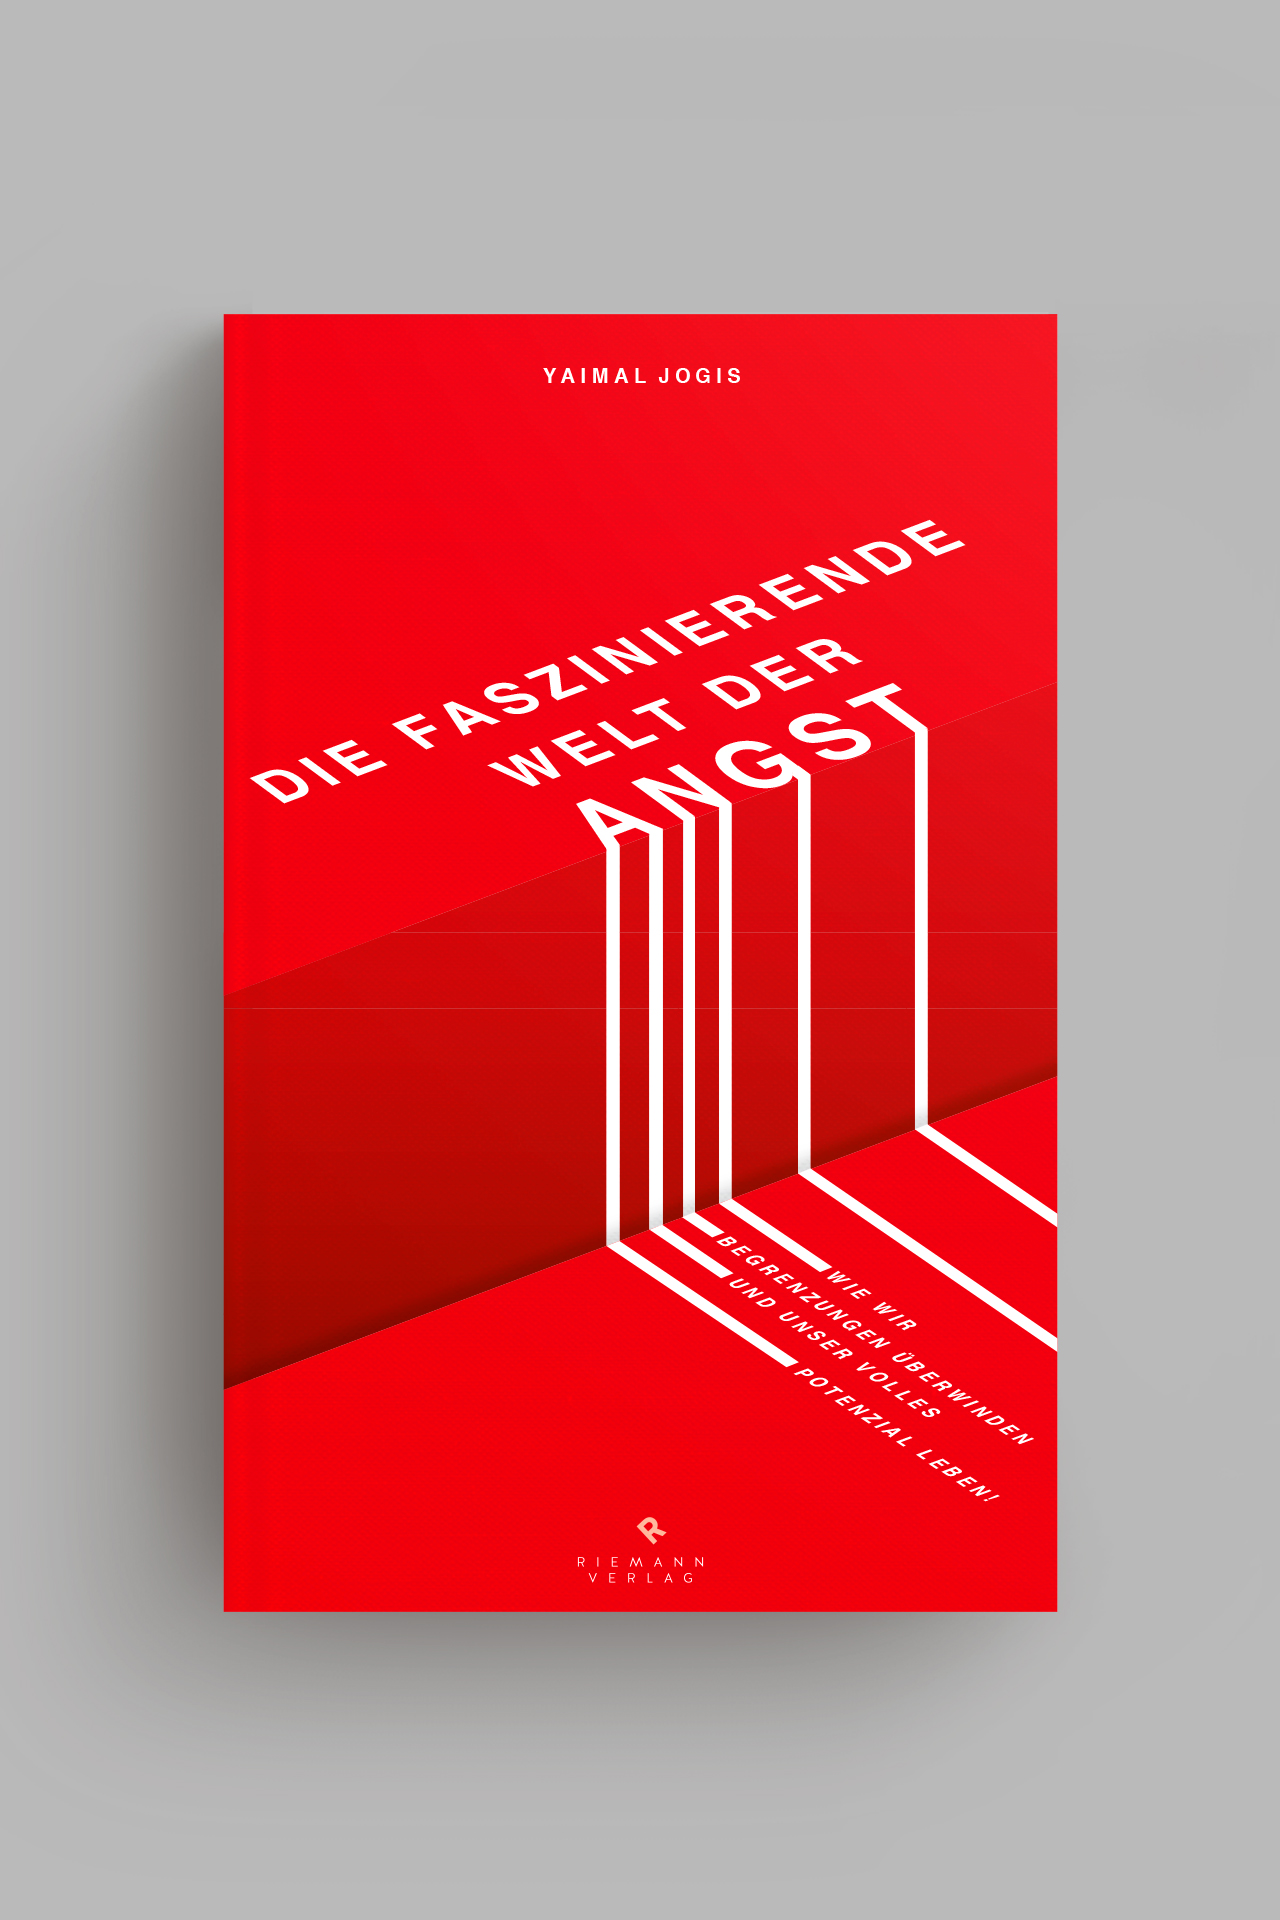 YAIMAL JOGIS
DIE FASZINIERENDE
WELT DER
ANGST
WIE WIR
BEGRENZUNGEN ÜBERWINDEN
UND UNSER VOLLES
POTENZIAL LEBEN!
R
RIEMANN
VERLAG